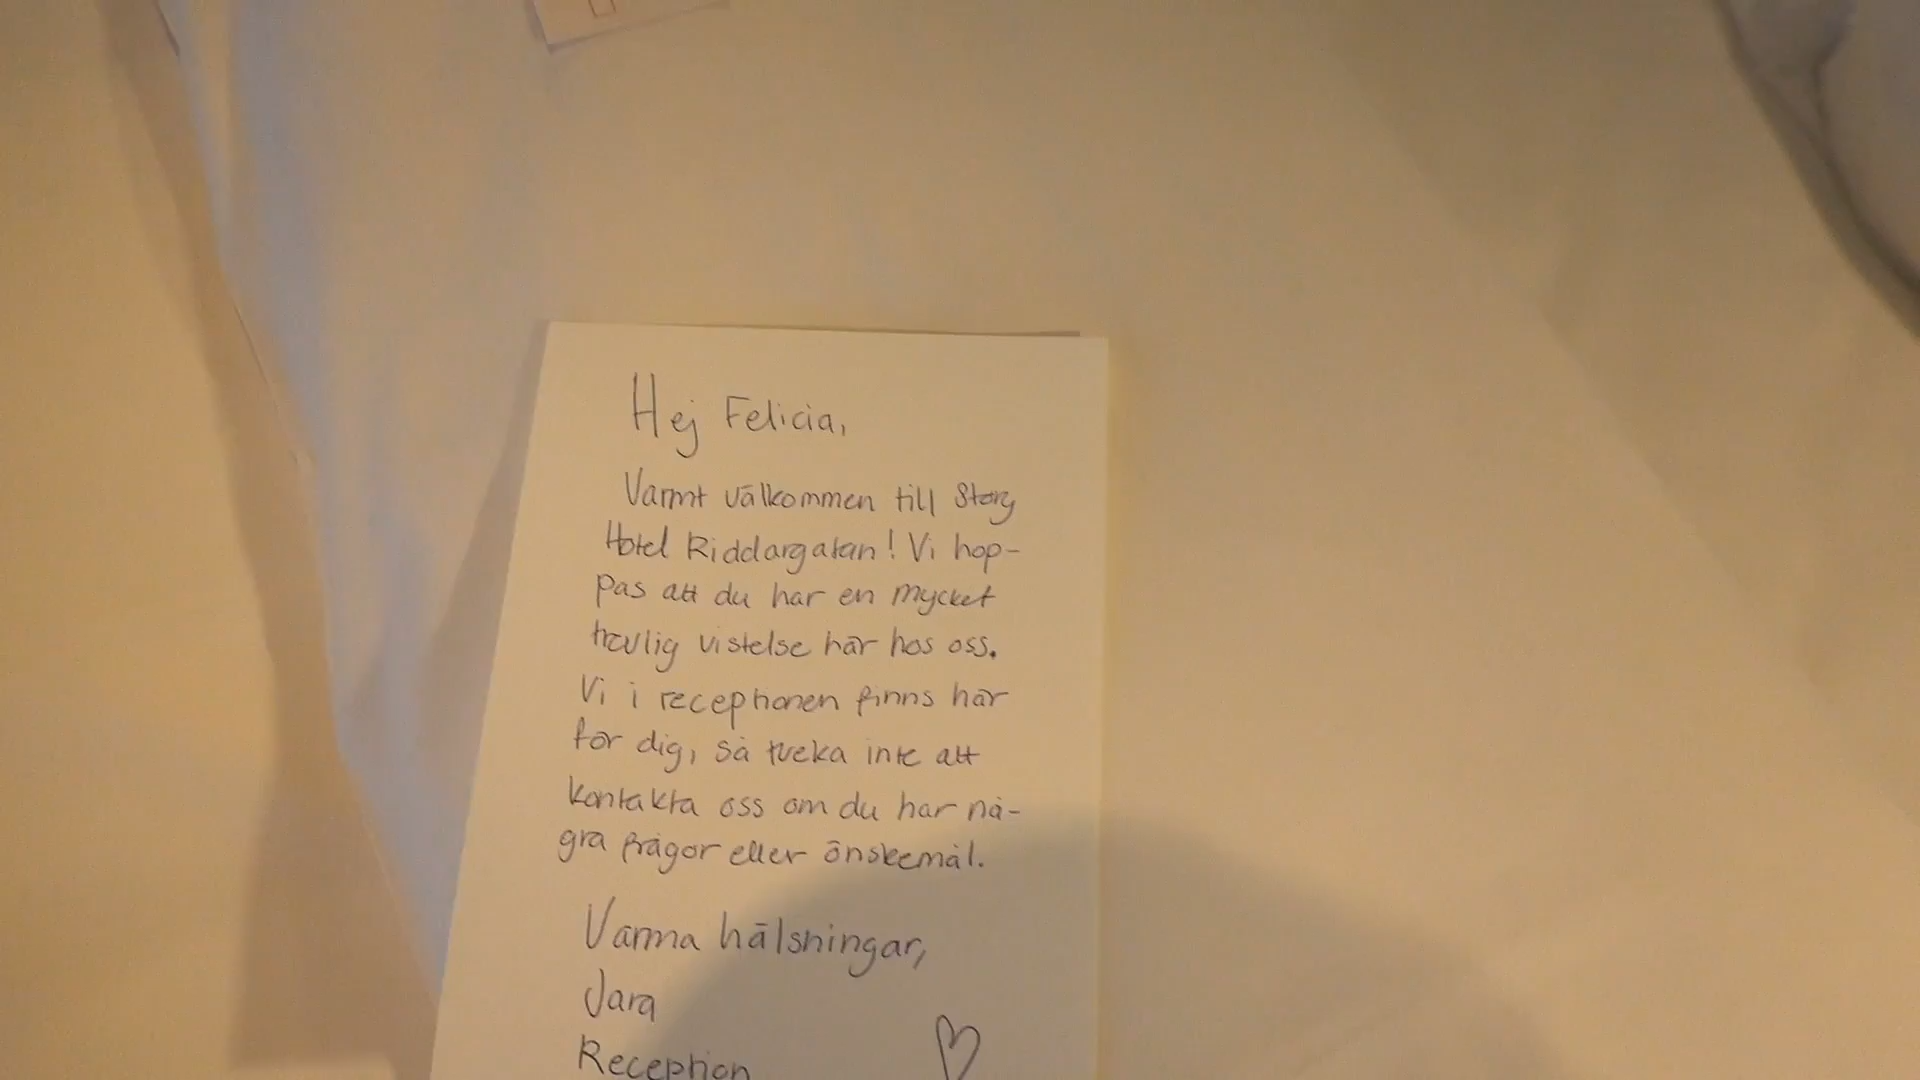 Hej Felicia,
Varmt välkommen till Story
Hotel Riddargatan! Vi hop-
pas att du har en mycket
trevlig vistelse här hos oss.
Vi i receptionen finns här
för dig, så tveka inte att
kontakta oss om du har nå-
gra frågor eller önskemål.
Varma hälsningar,
Jara
Reception